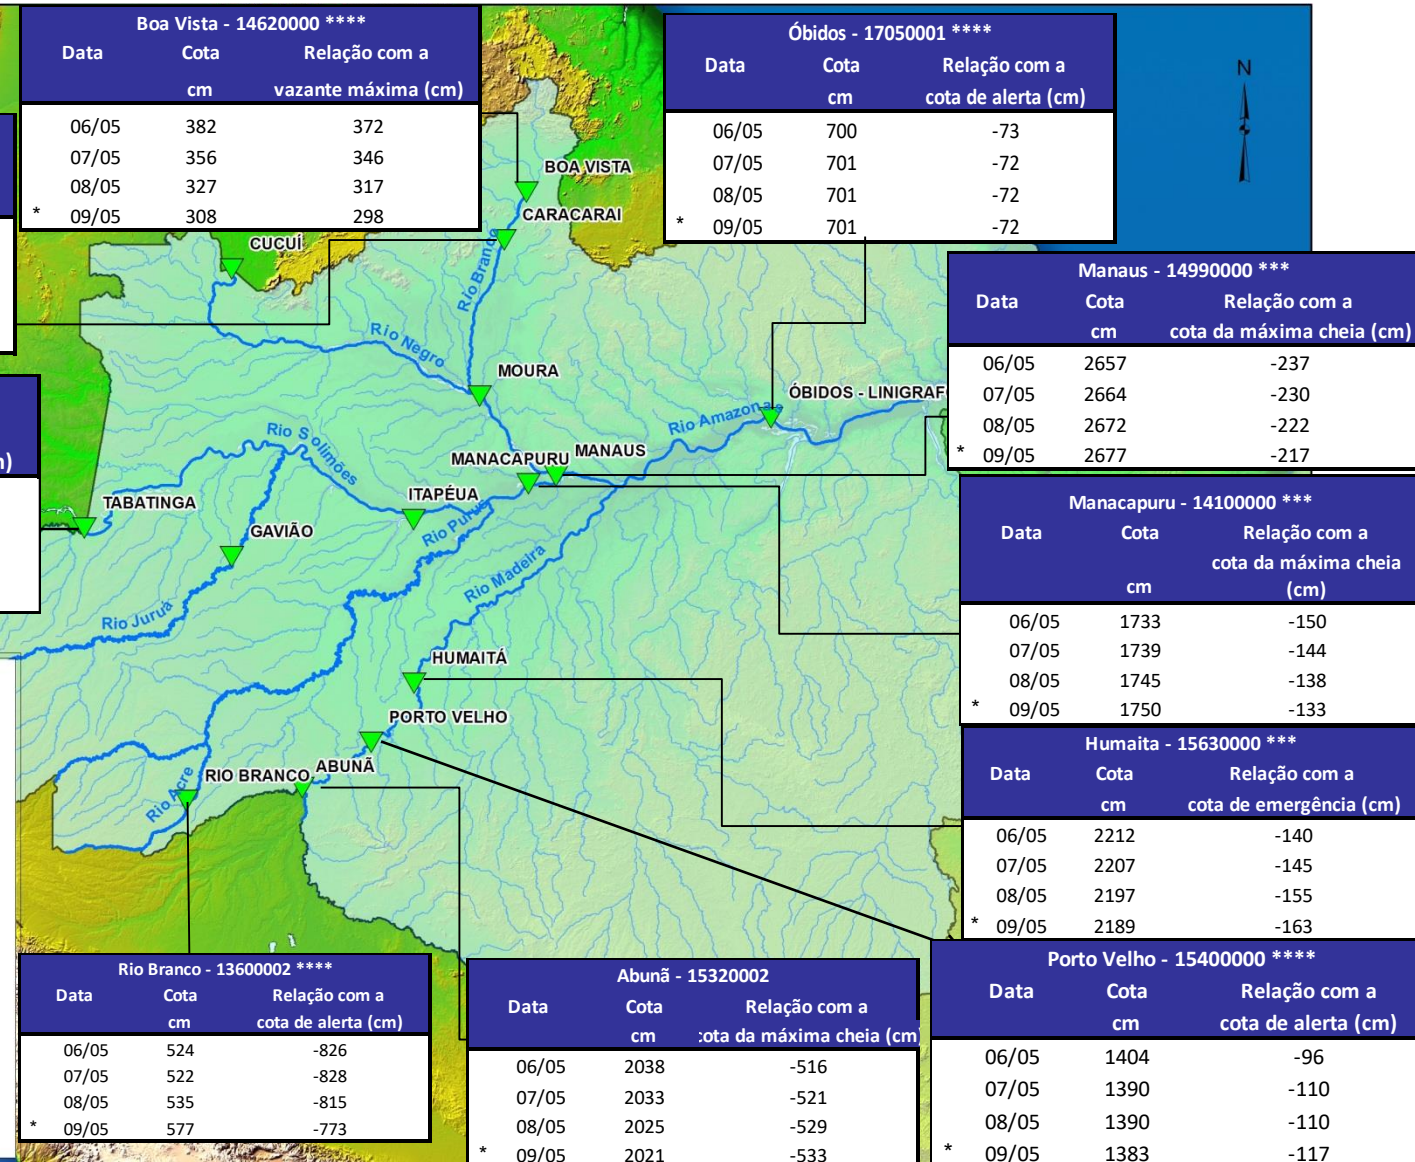 Boa Vista - 14620000 ****
Data Cota Relação com a
cm vazante máxima (cm)
06/05 382 372
07/05 356 346
08/05 327 317
* 09/05 308 298
Óbidos - 17050001 ****
Data Cota Relação com a
cm cota de alerta (cm)
06/05 700 -73
07/05 701 -72
08/05 701 -72
* 09/05 701 -72
N
BOA VISTA
CARACARAI
CUCUÍ
Rio Branco
Rio Negro
MOURA
Manaus - 14990000 ***
Data Cota Relação com a
cm cota da máxima cheia (cm)
06/05 2657 -237
07/05 2664 -230
08/05 2672 -222
* 09/05 2677 -217
ÓBIDOS - LINIGRAF
Rio Amazonas
Rio Solimões
MANACAPURU
MANAUS
m)
TABATINGA
ITAPÉUA
GAVIÃO
Rio Purus
Rio Madeira
Rio Juruá
Manacapuru - 14100000 ***
Data Cota Relação com a
cota da máxima cheia
cm (cm)
06/05 1733 -150
07/05 1739 -144
08/05 1745 -138
* 09/05 1750 -133
HUMAITÁ
PORTO VELHO
ABUNÃ
RIO BRANCO
Rio Acre
Humaita - 15630000 ***
Data Cota Relação com a
cm cota de emergência (cm)
06/05 2212 -140
07/05 2207 -145
08/05 2197 -155
* 09/05 2189 -163
Rio Branco - 13600002 ****
Data Cota Relação com a
cm cota de alerta (cm)
06/05 524 -826
07/05 522 -828
08/05 535 -815
* 09/05 577 -773
Abunã - 15320002
Data Cota Relação com a
cm cota da máxima cheia (cm)
06/05 2038 -516
07/05 2033 -521
08/05 2025 -529
* 09/05 2021 -533
Porto Velho - 15400000 ****
Data Cota Relação com a
cm cota de alerta (cm)
06/05 1404 -96
07/05 1390 -110
08/05 1390 -110
* 09/05 1383 -117